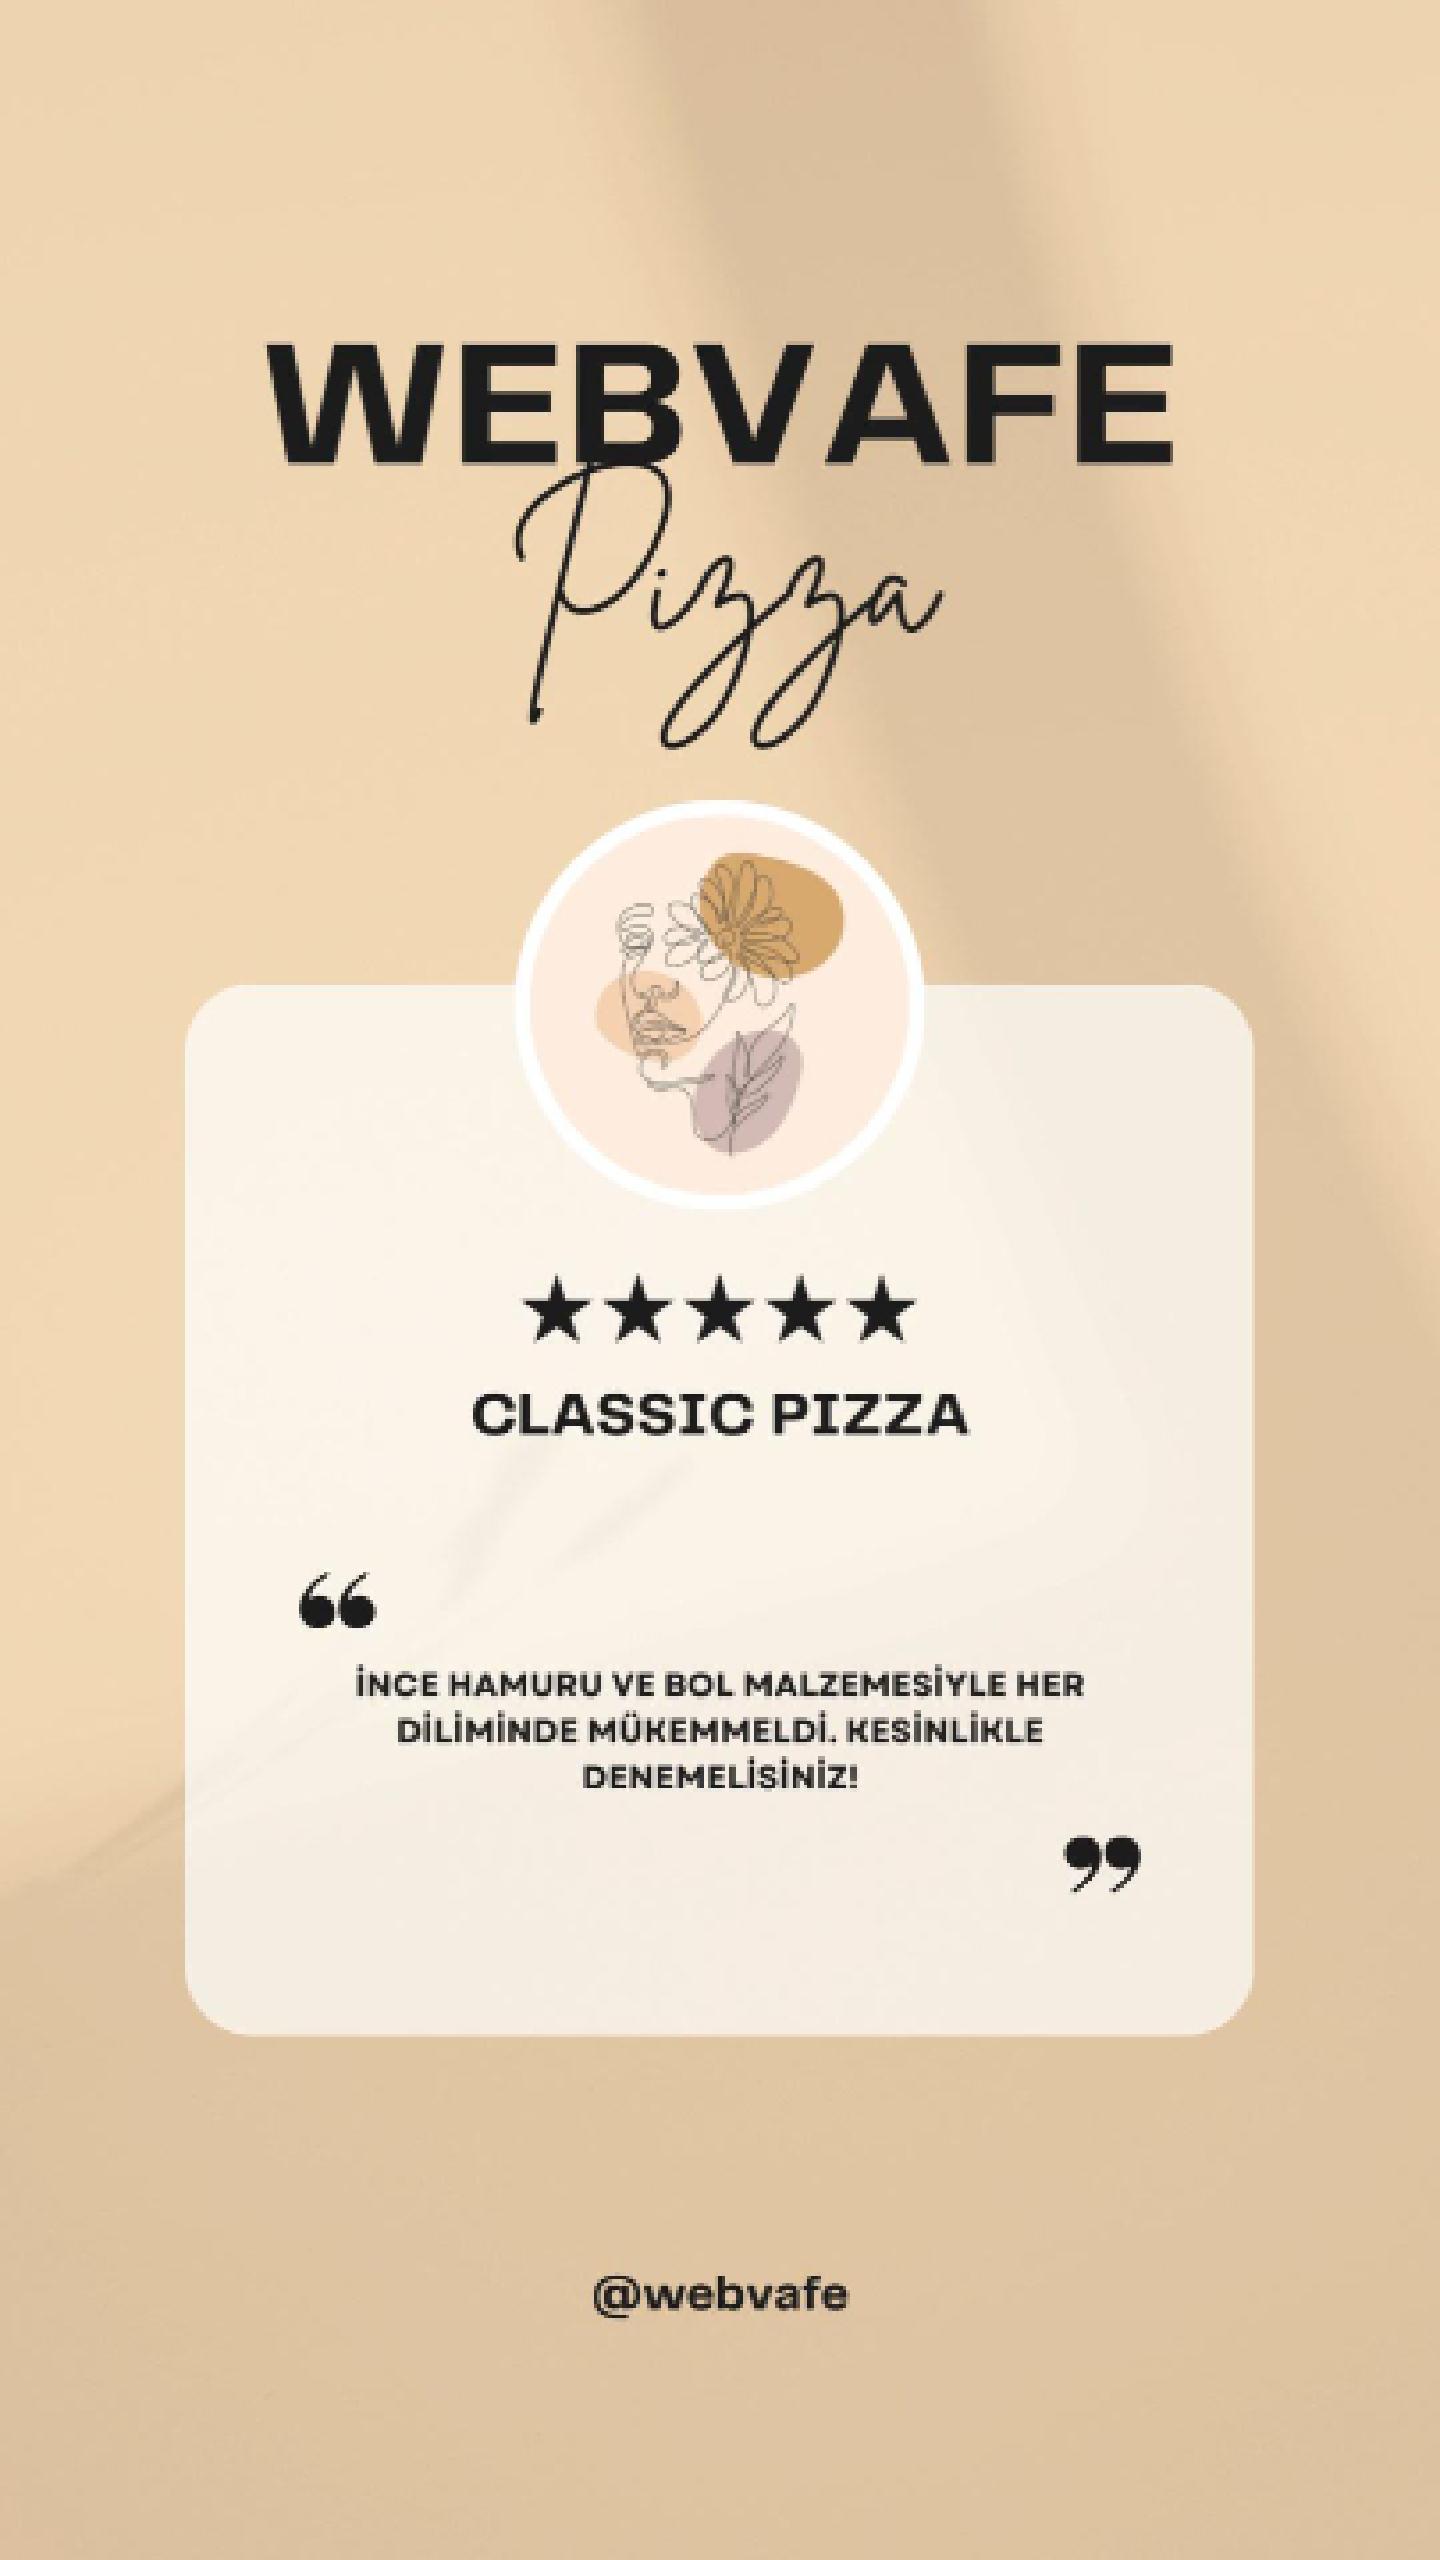 WEBVAFE
Pizza
★★★★★
CLASSIC PIZZA
“
İNCE HAMURU VE BOL MALZEMESİYLE HER
DİLİMİNDE MÜKEMMELDİ. KESİNLİKLE
DENEMELİSİNİZ!
”
@webvafe